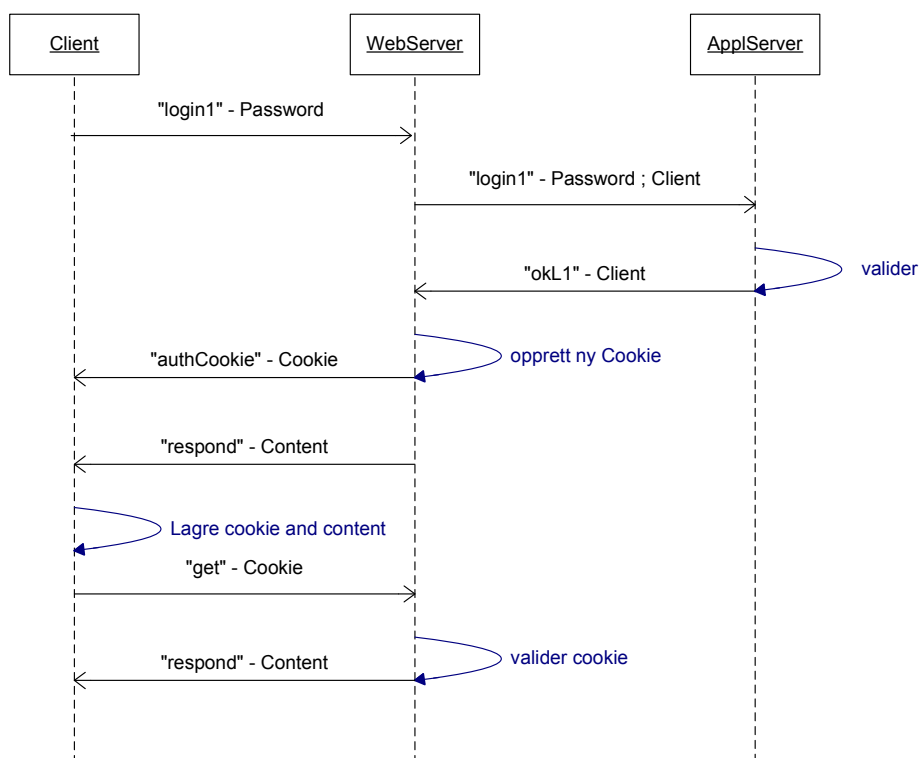 Client
WebServer
ApplServer
"login1" - Password
"login1" - Password ; Client
valider
"okL1" - Client
opprett ny Cookie
"authCookie" - Cookie
"respond" - Content
Lagre cookie and content
"get" - Cookie
valider cookie
"respond" - Content